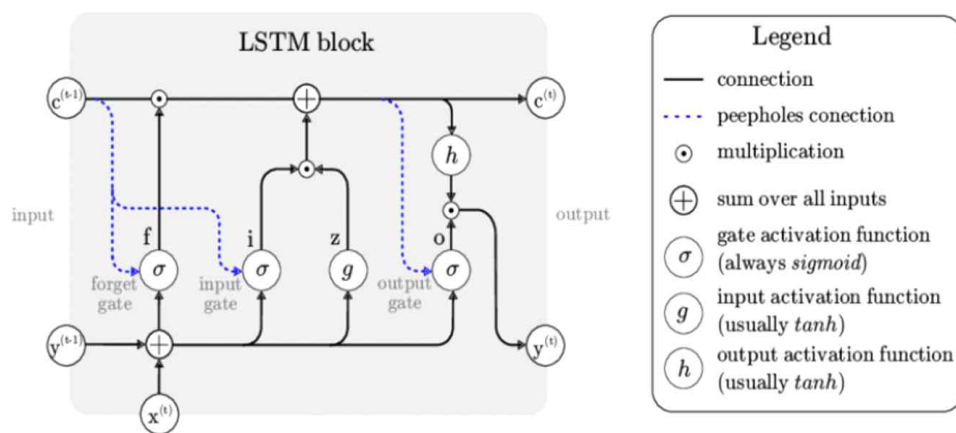 LSTM block
c(t-1)
c(t)
h
input
output
f
i
z
o
σ
σ
g
σ
forget
gate
input
gate
output
gate
y(t-1)
y(t)
x(t)
Legend
connection
peepholes conection
multiplication
sum over all inputs
σ
gate activation function
(always sigmoid)
g
input activation function
(usually tanh)
h
output activation function
(usually tanh)